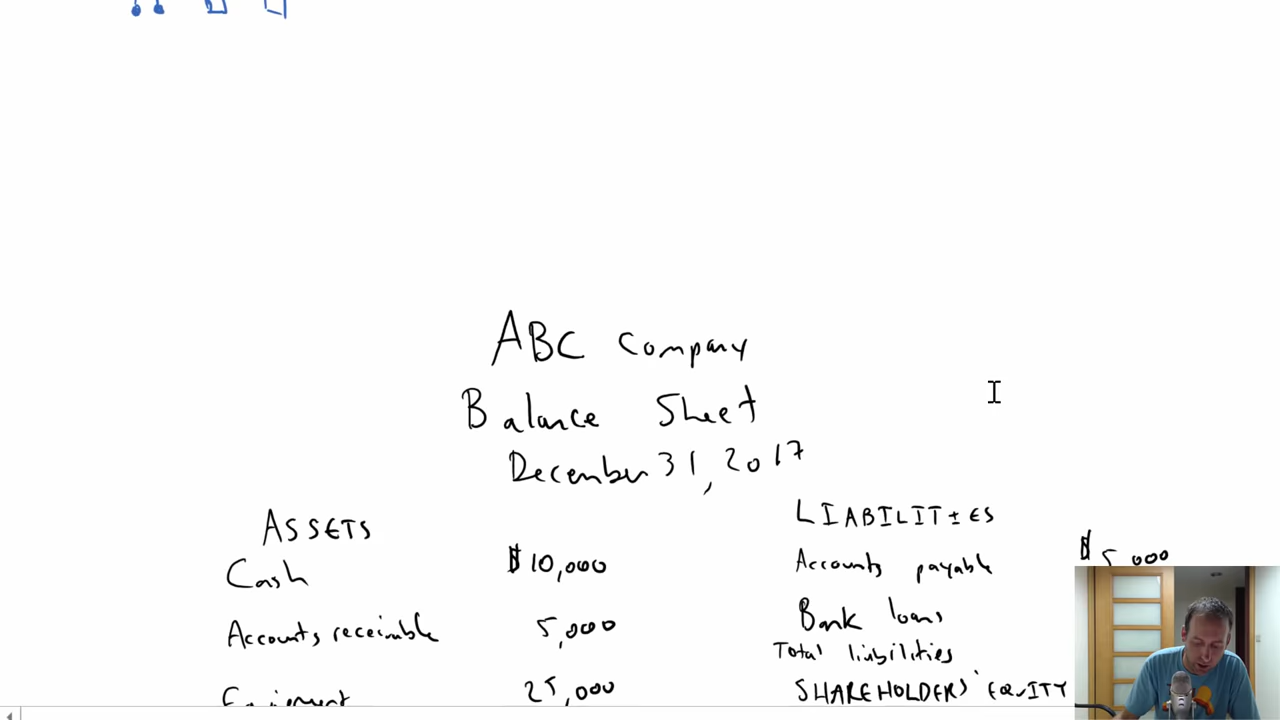 ABC Company
Balance Sheet
December 31, 2017
ASSETS
Cash $ 10,000
Accounts receivable 5,000
Equipment 25,000
LIABILITIES
Accounts payable $ 5,000
Bank loans
Total liabilities
SHAREHOLDERS' EQUITY